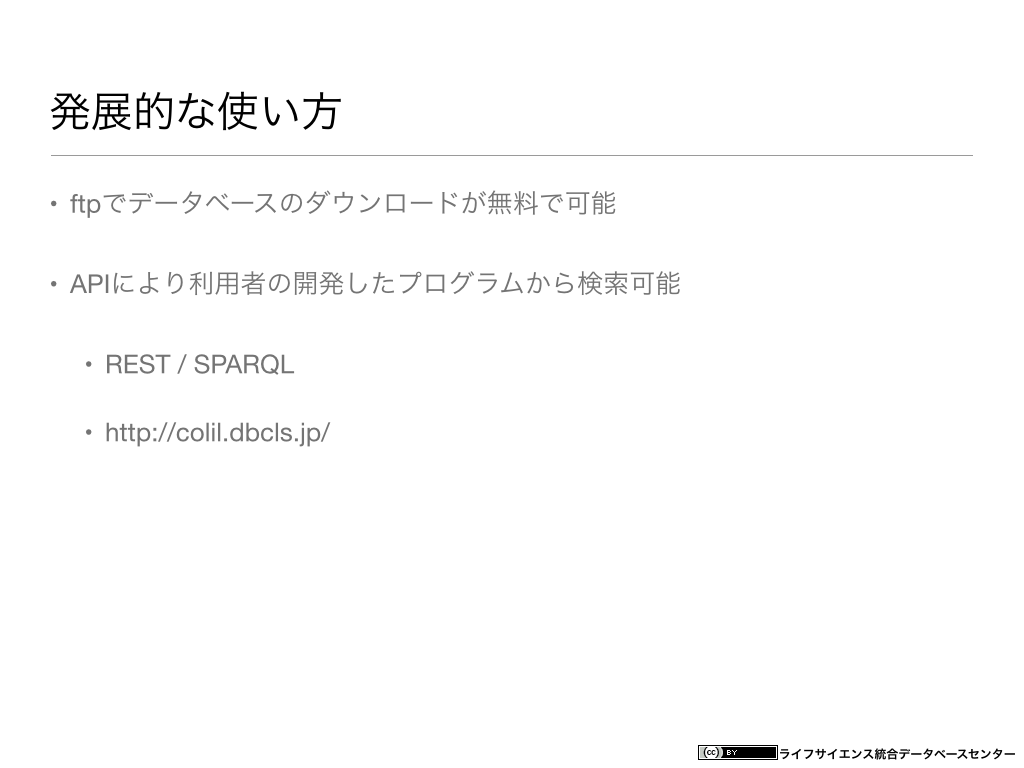 発展的な使い方
• ftpでデータベースのダウンロードが無料で可能
• APIにより利用者の開発したプログラムから検索可能
• REST / SPARQL
• http://colil.dbcls.jp/
cc BY ライフサイエンス統合データベースセンター